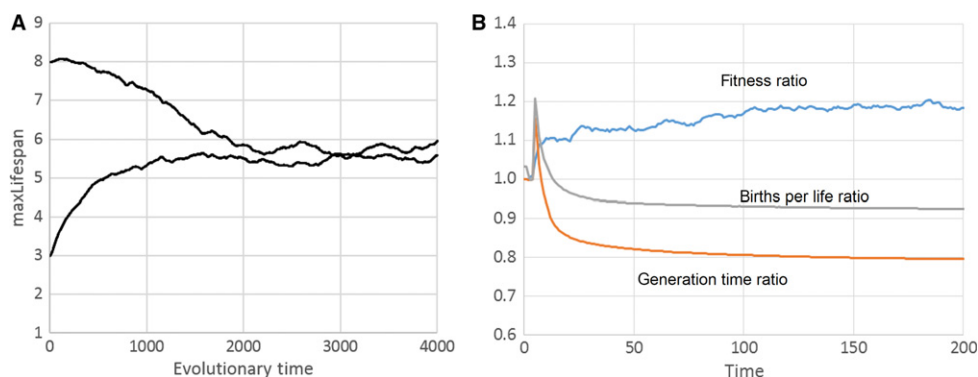 A
9
8
7
6
5
4
3
2
1
maxLifespan
0 1000 2000 3000 4000
Evolutionary time
B
1.4
1.3
1.2
1.1
1.0
0.9
0.8
0.7
0.6
Fitness ratio
Births per life ratio
Generation time ratio
0 50 100 150 200
Time